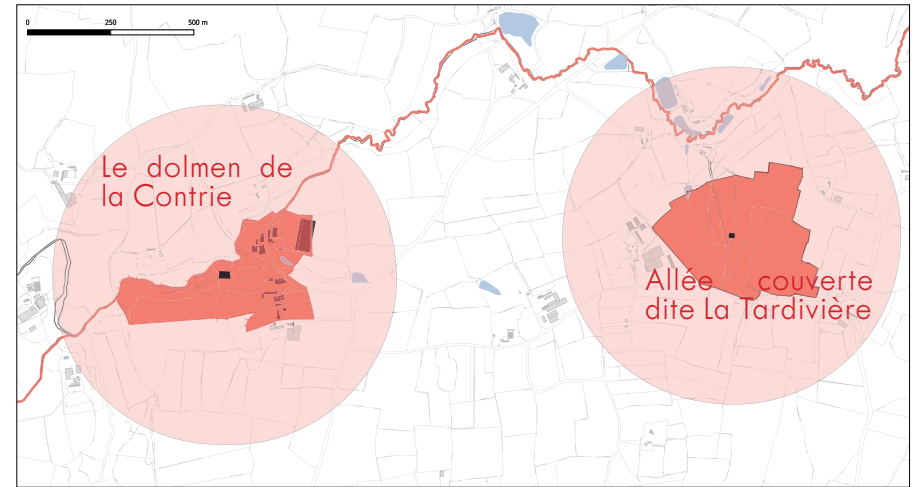 0 250 500 m
Le dolmen de
la Contrie
Allée couverte
dite La Tardivière